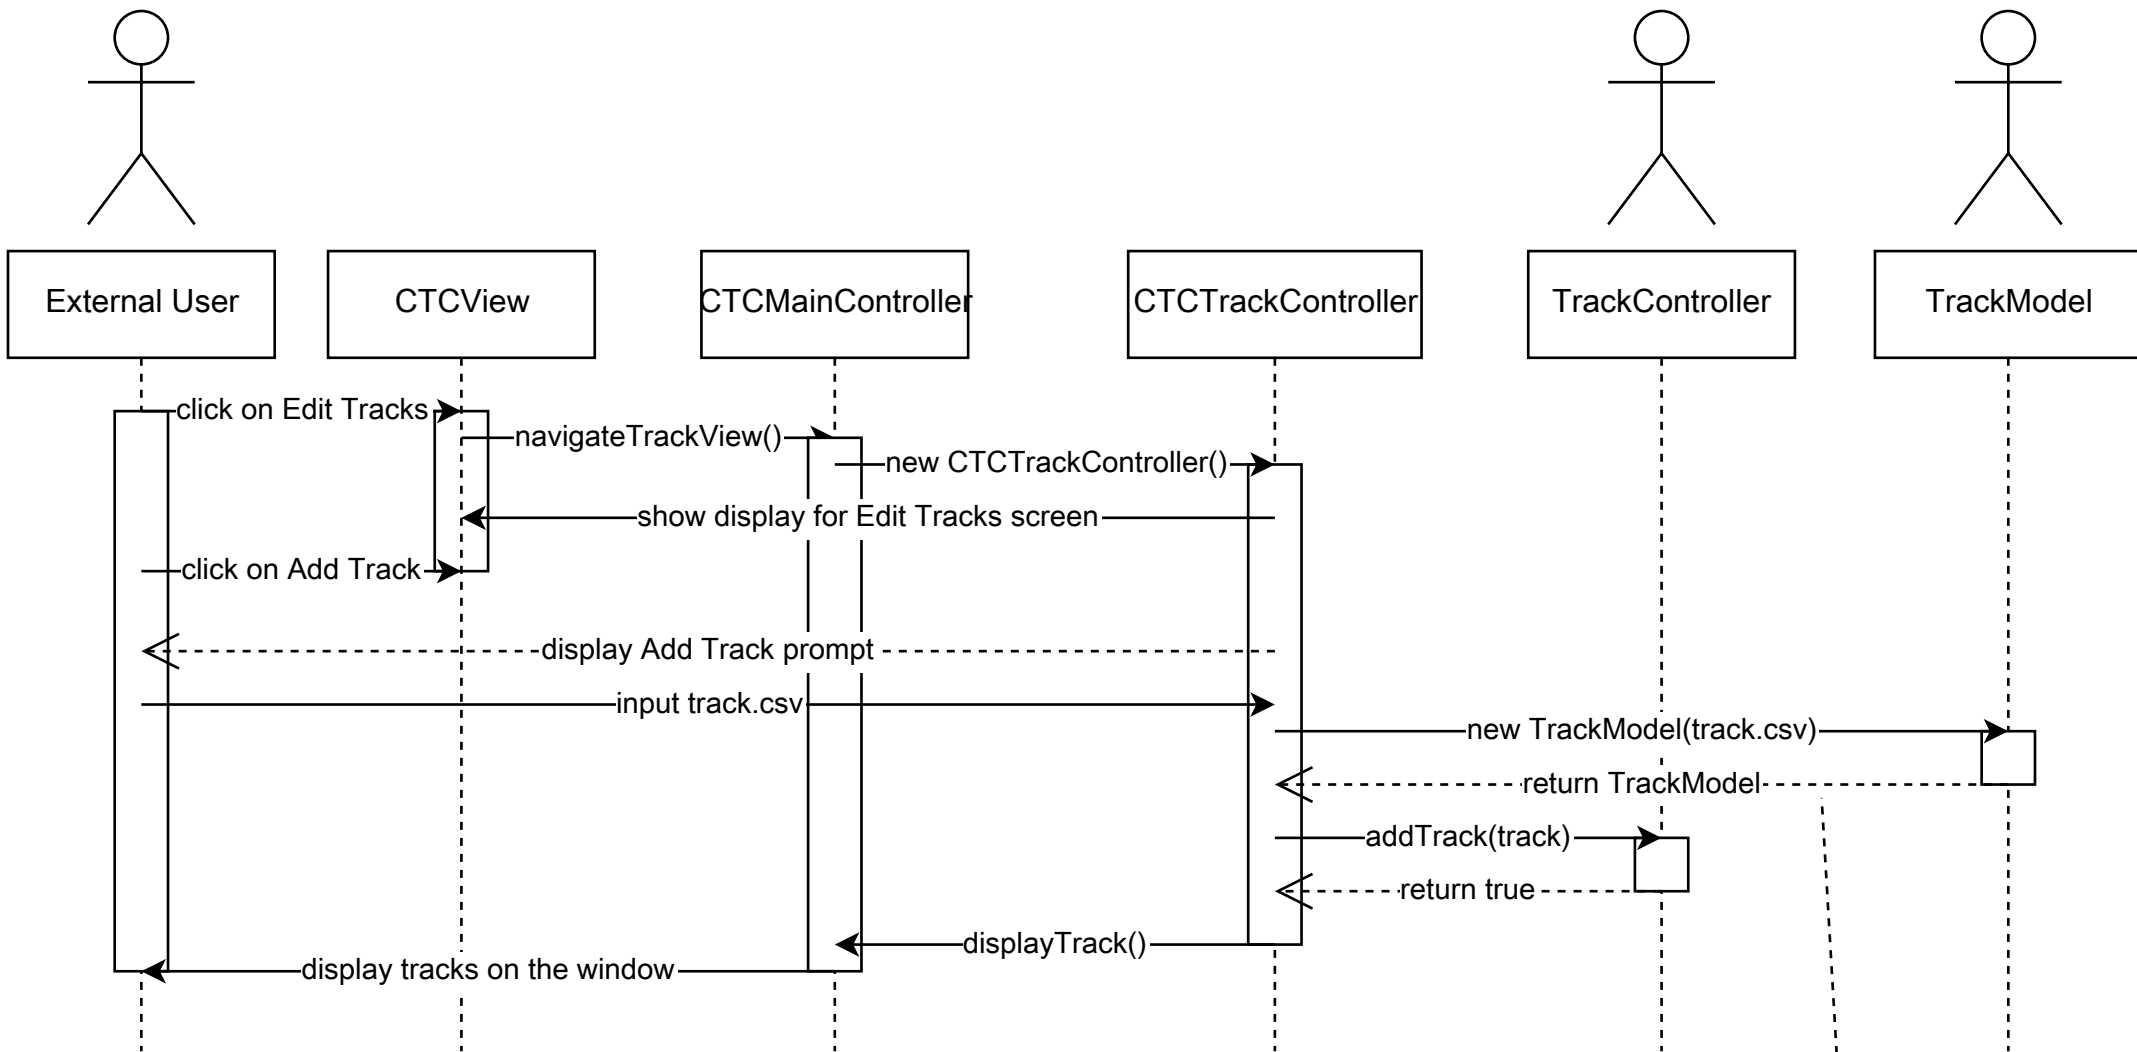 External User
CTCView
CTCMainController
CTCTrackController
TrackController
TrackModel
click on Edit Tracks
navigateTrackView()
new CTCTrackController()
show display for Edit Tracks screen
click on Add Track
display Add Track prompt
input track.csv
new TrackModel(track.csv)
return TrackModel
addTrack(track)
return true
displayTrack()
display tracks on the window